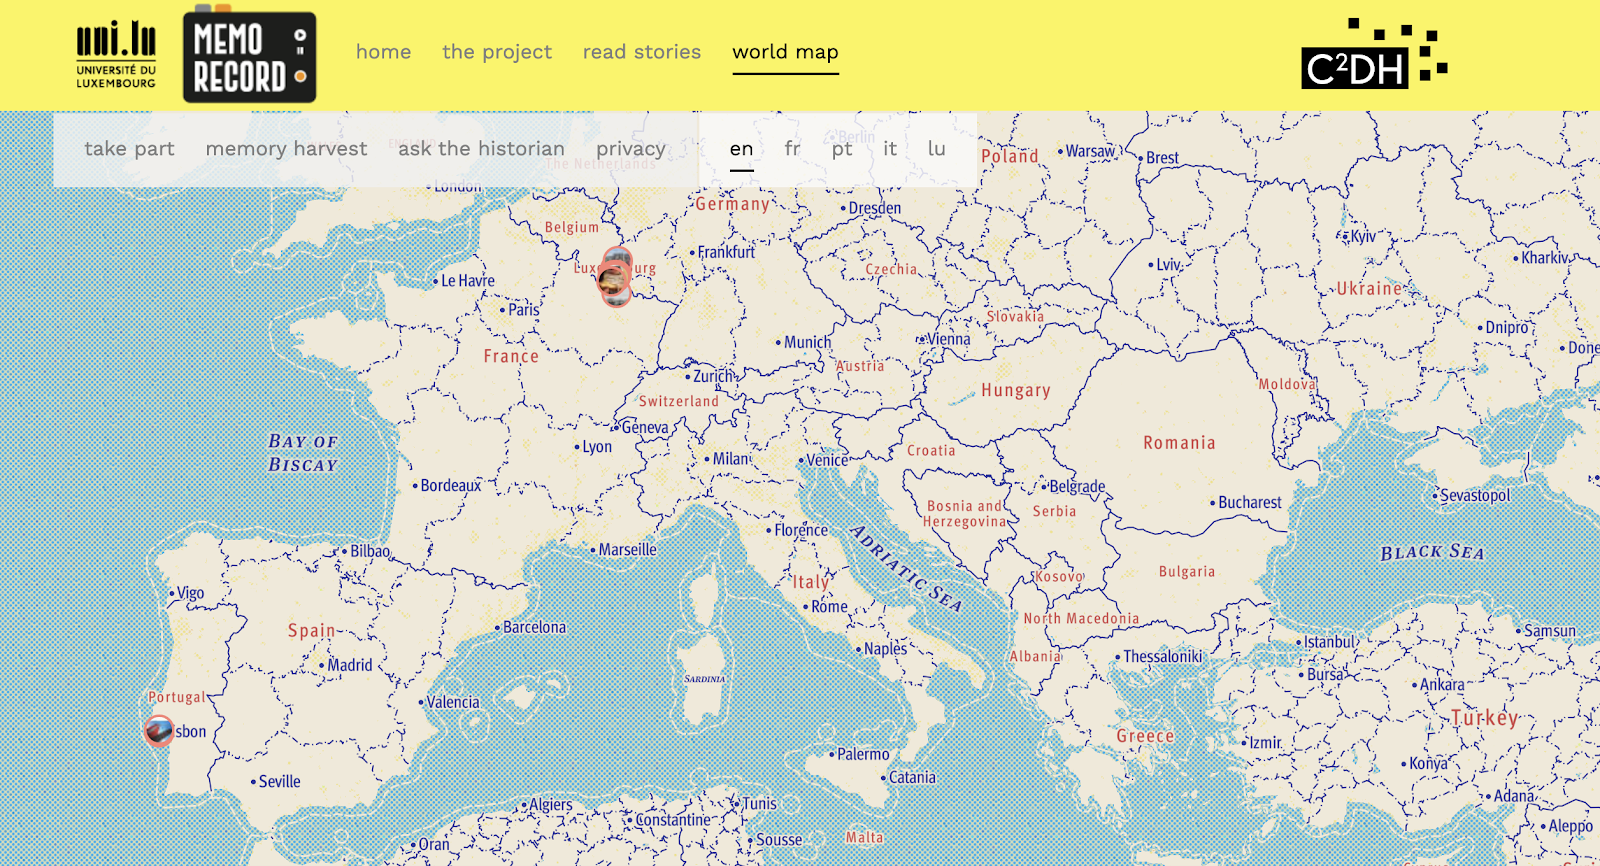 uni.lu
UNIVERSITÉ DU
LUXEMBOURG
MEMO
RECORD
home
the project
read stories
world map
C²DH
take part
memory harvest
ask the historian
privacy
en
fr
pt
it
lu
Berlin
The Netherlands
London
Poland
Warsaw
Brest
Germany
Dresden
Belgium
Kyiv
Frankfurt
Kharkiv
Lviv
Czechia
Le Havre
Ukraine
Paris
Slovakia
Dnipro
Munich
Vienna
Done
France
Austria
Zurich
Moldova
Hungary
Switzerland
Geneva
BAY OF
BISCAY
Lyon
Romania
Croatia
Milan
Venice
Bordeaux
Belgrade
Sevastopol
Bucharest
Bosnia and
Herzegovina
Serbia
Florence
ADRIATIC SEA
Marseille
Bilbao
BLACK SEA
Bulgaria
Kosovo
Italy
Vigo
Rome
North Macedonia
Barcelona
Spain
Samsun
Istanbul
Naples
Albania
Thessaloniki
Madrid
Bursa
SARDINIA
Ankara
Portugal
Valencia
Turkey
sbon
Greece
Izmir
Palermo
Konya
Catania
Seville
Adana
Algiers
Tunis
Constantine
Aleppo
Malta
Sousse
Oran